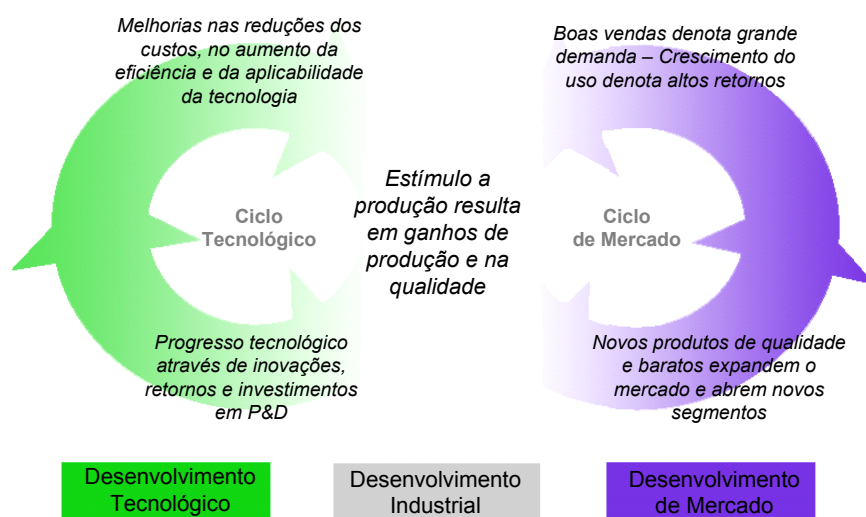 Melhorias nas reduções dos
custos, no aumento da
eficiência e da aplicabilidade
da tecnologia
Boas vendas denota grande
demanda – Crescimento do
uso denota altos retornos
Estímulo a
produção resulta
em ganhos de
produção e na
qualidade
Ciclo
Tecnológico
Ciclo
de Mercado
Progresso tecnológico
através de inovações,
retornos e investimentos
em P&D
Novos produtos de qualidade
e baratos expandem o
mercado e abrem novos
segmentos
Desenvolvimento
Tecnológico
Desenvolvimento
Industrial
Desenvolvimento
de Mercado